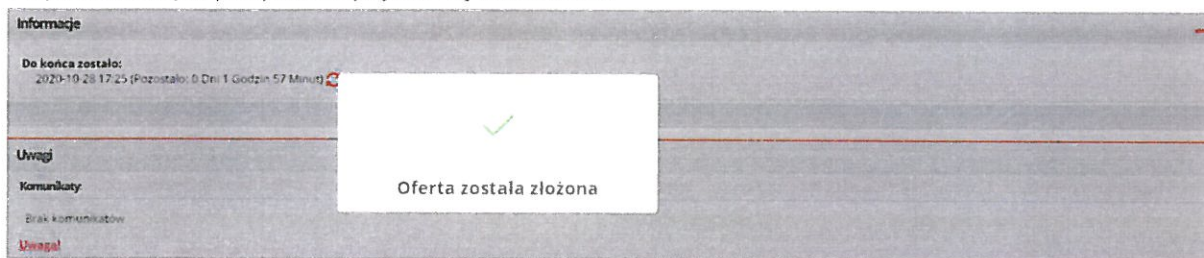 Informacje
Do końca zostało:
2020-10-28 17:25 (Pozostało: 0 Dni 1 Godzin 57 Minut)
Oferta została złożona
Uwagi
Komunikaty:
Brak komunikatów
Uwaga!